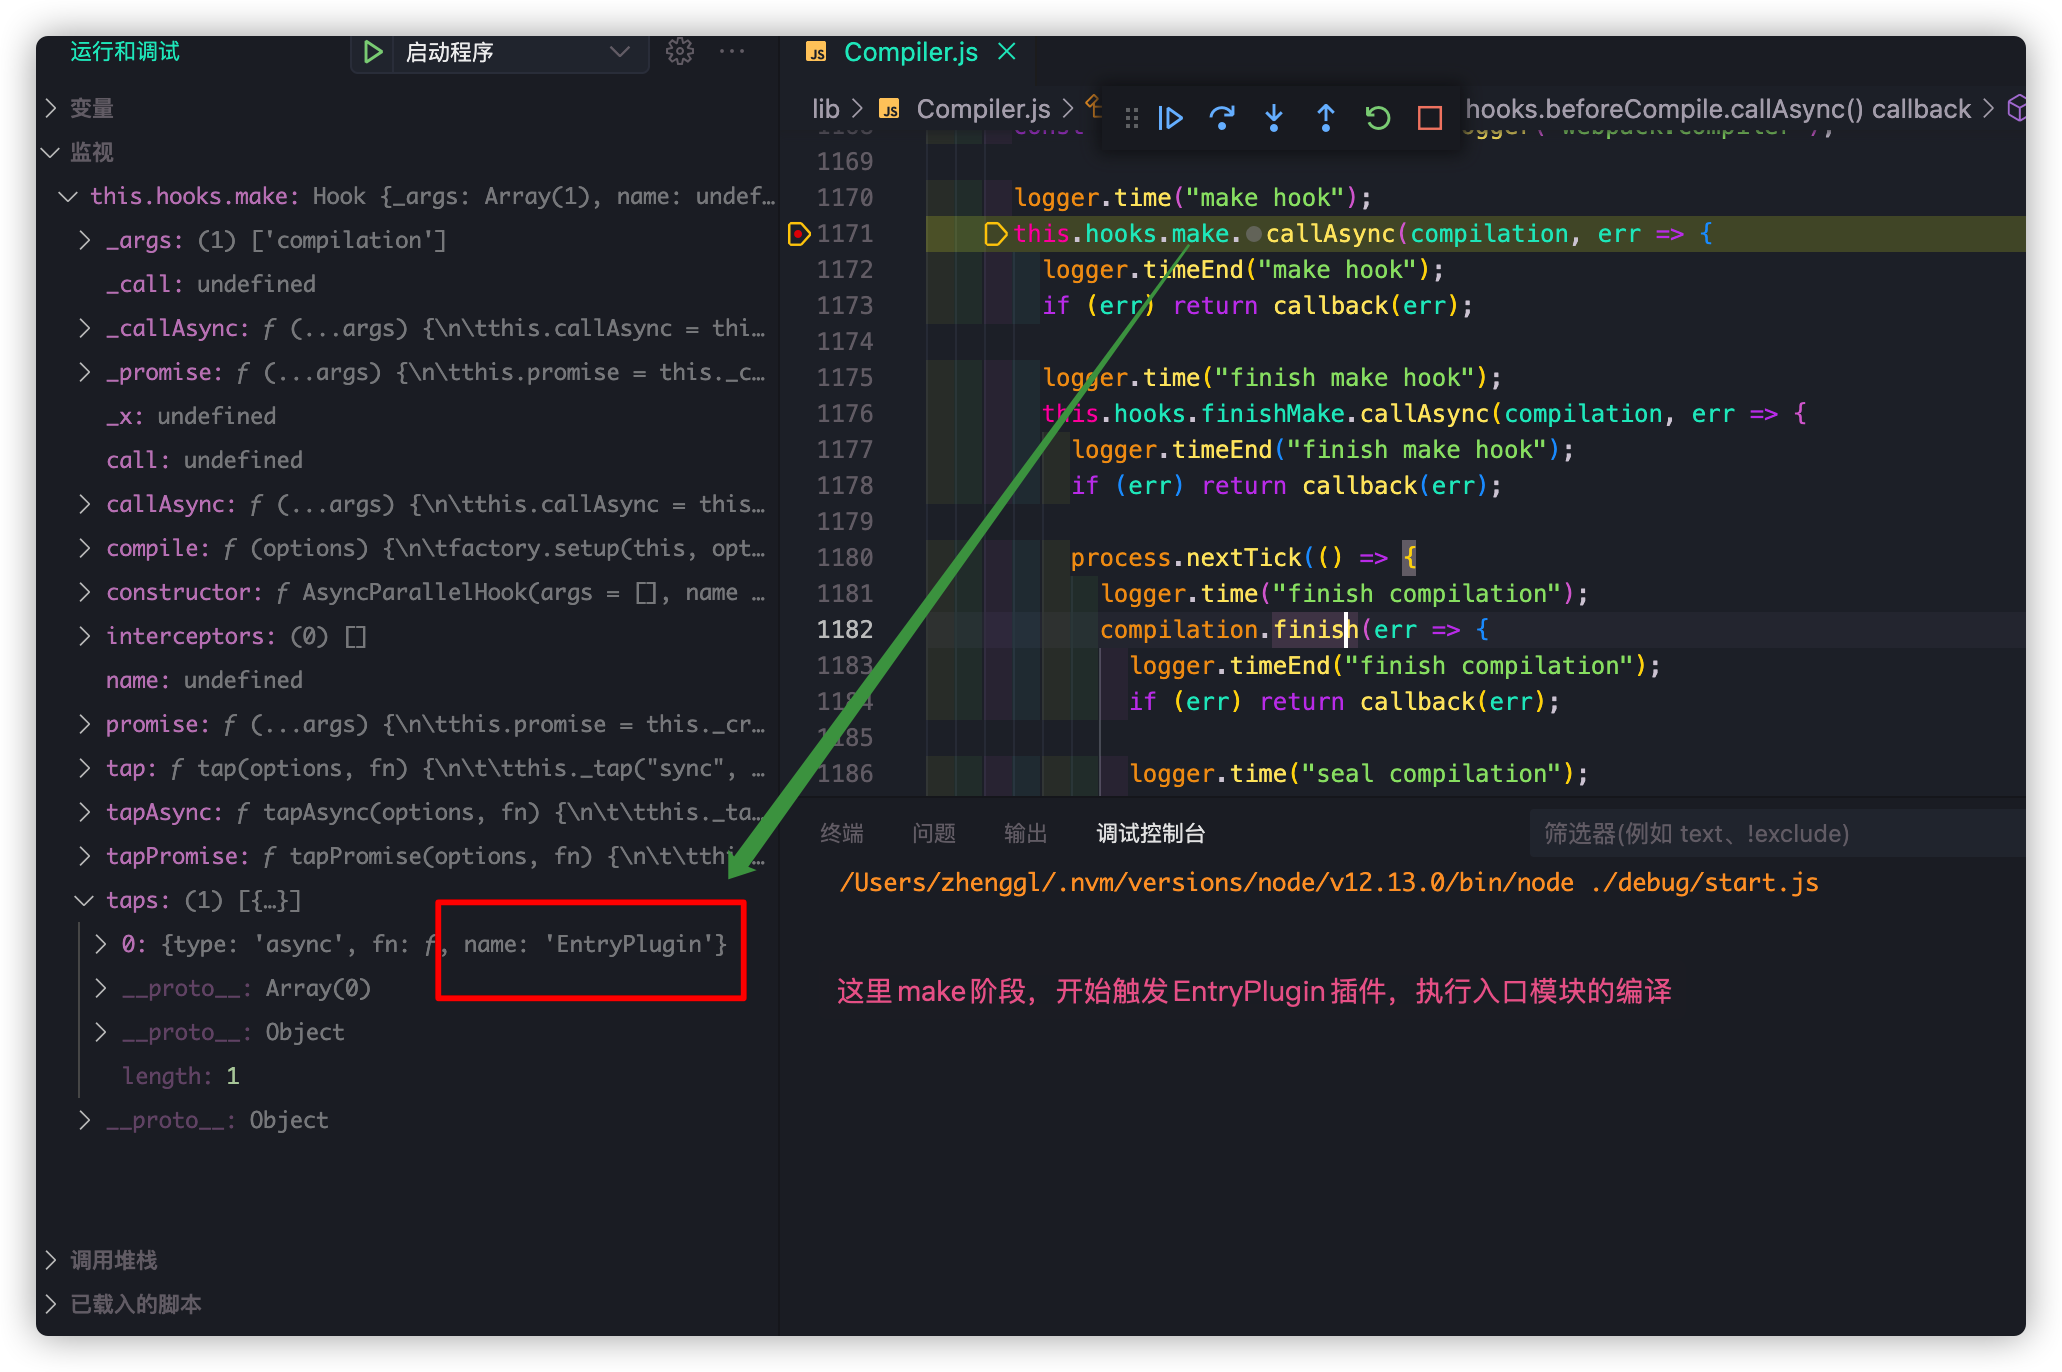 运行和调试
启动程序
变量
监视
this.hooks.make: Hook {_args: Array(1), name: undef…
_args: (1) ['compilation']
_call: undefined
_callAsync: ƒ (...args) {\n\tthis.callAsync = thi…
_promise: ƒ (...args) {\n\tthis.promise = this._c…
_x: undefined
call: undefined
callAsync: ƒ (...args) {\n\tthis.callAsync = this…
compile: ƒ (options) {\n\tfactory.setup(this, opt…
constructor: ƒ AsyncParallelHook(args = [], name …
interceptors: (0) []
name: undefined
promise: ƒ (...args) {\n\tthis.promise = this._cr…
tap: ƒ tap(options, fn) {\n\t\tthis._tap("sync", …
tapAsync: ƒ tapAsync(options, fn) {\n\t\tthis._ta…
tapPromise: ƒ tapPromise(options, fn) {\n\t\tthi…
taps: (1) [{…}]
0: {type: 'async', fn: ƒ, name: 'EntryPlugin'}
__proto__: Array(0)
__proto__: Object
length: 1
__proto__: Object
调用堆栈
已载入的脚本
JS Compiler.js
lib > JS Compiler.js > hooks.beforeCompile.callAsync() callback >
1169
1170 logger.time("make hook");
1171 this.hooks.make.callAsync(compilation, err => {
1172 logger.timeEnd("make hook");
1173 if (err) return callback(err);
1174
1175 logger.time("finish make hook");
1176 this.hooks.finishMake.callAsync(compilation, err => {
1177 logger.timeEnd("finish make hook");
1178 if (err) return callback(err);
1179
1180 process.nextTick(() => {
1181 logger.time("finish compilation");
1182 compilation.finish(err => {
1183 logger.timeEnd("finish compilation");
1184 if (err) return callback(err);
1185
1186 logger.time("seal compilation");
终端 问题 输出 调试控制台 筛选器(例如 text、!exclude)
/Users/zhenggl/.nvm/versions/node/v12.13.0/bin/node ./debug/start.js
这里make阶段，开始触发EntryPlugin插件，执行入口模块的编译